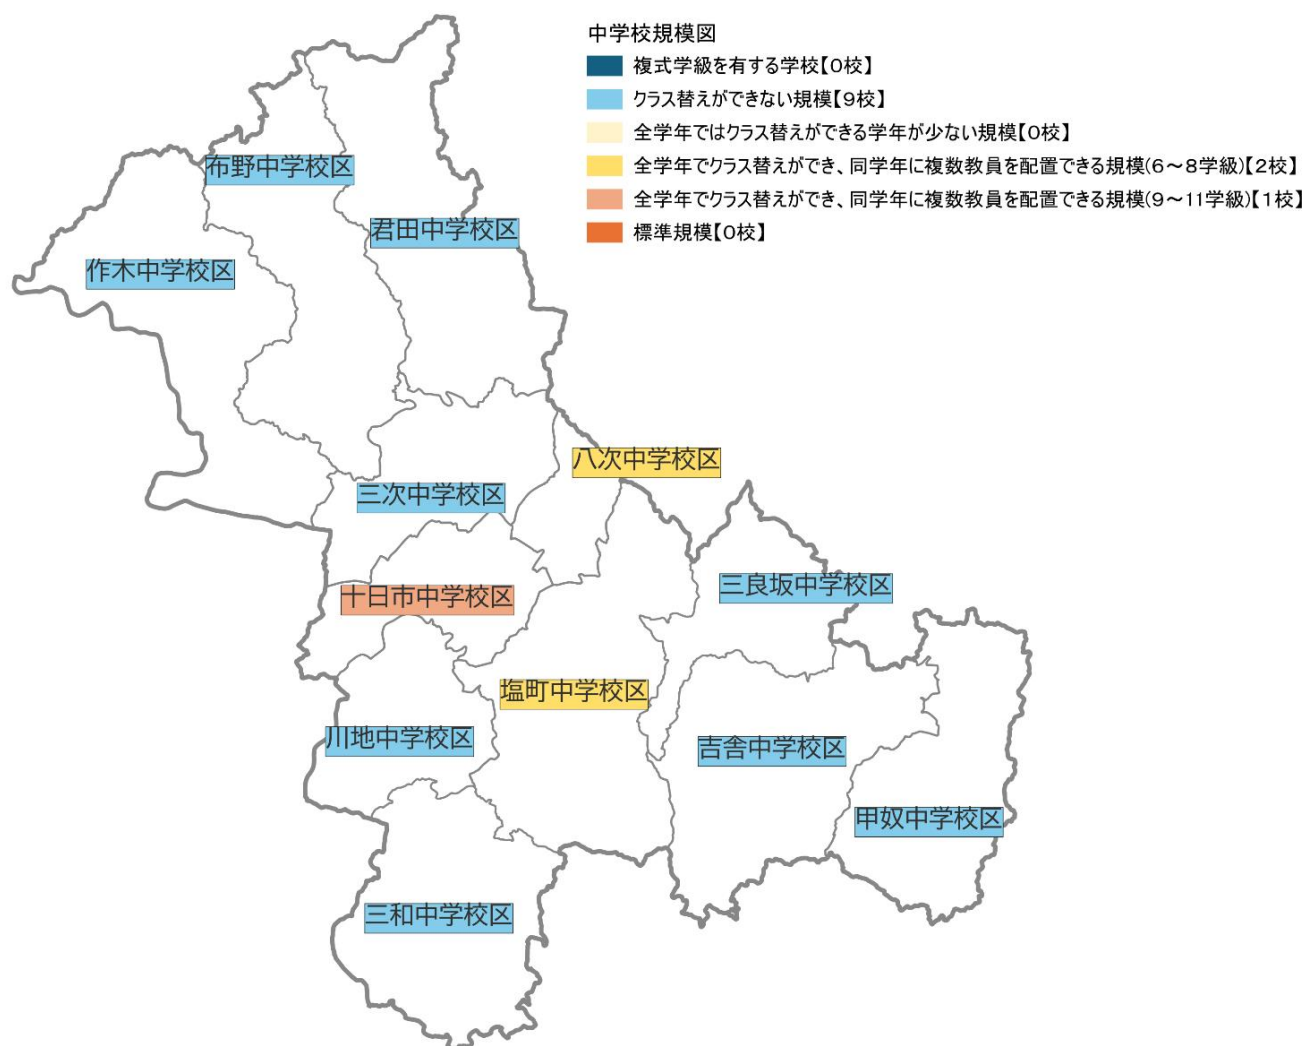 中学校規模図
複式学級を有する学校【0校】
クラス替えができない規模【9校】
全学年ではクラス替えができる学年が少ない規模【0校】
全学年でクラス替えができ、同学年に複数教員を配置できる規模(6～8学級)【2校】
全学年でクラス替えができ、同学年に複数教員を配置できる規模(9～11学級)【1校】
標準規模【0校】
布野中学校区
君田中学校区
作木中学校区
八次中学校区
三次中学校区
三良坂中学校区
十日市中学校区
塩町中学校区
川地中学校区
吉舎中学校区
甲奴中学校区
三和中学校区